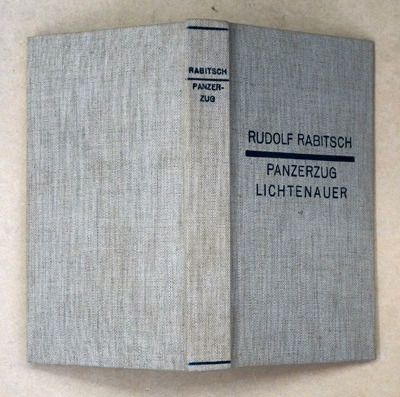 RABITSCH
PANZER-
ZUG
RUDOLF RABITSCH
PANZERZUG
LICHTENAUER